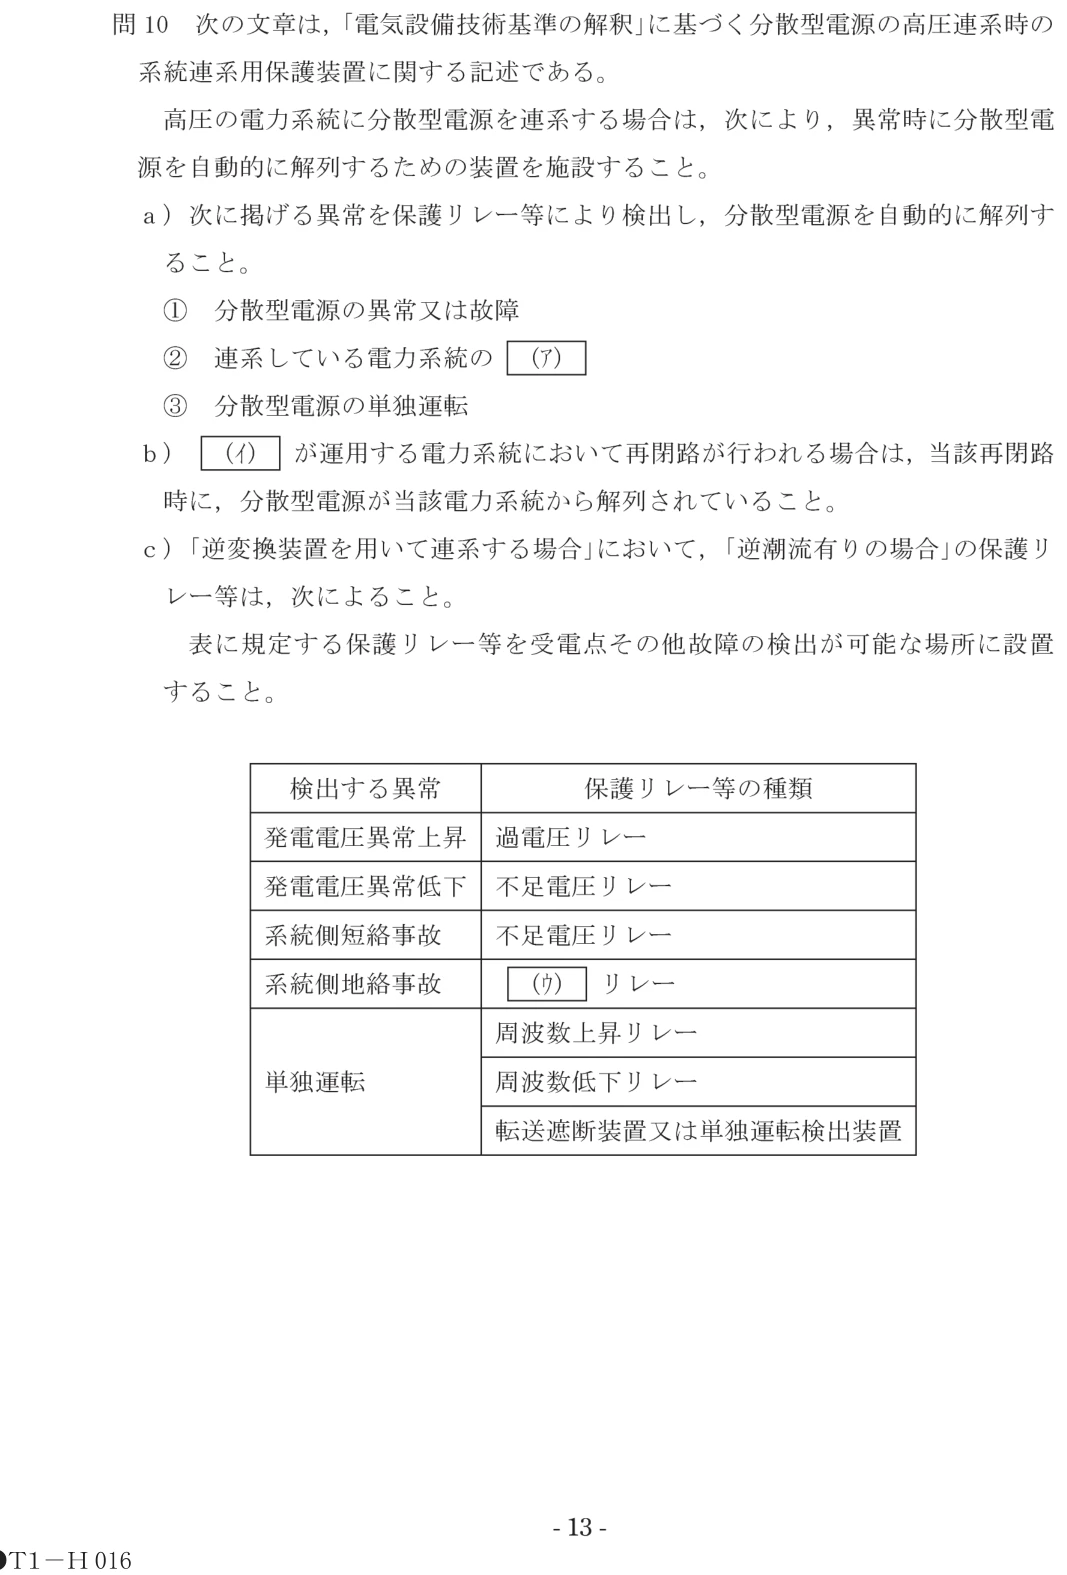 問10 次の文章は，「電気設備技術基準の解釈」に基づく分散型電源の高圧連系時の
系統連系用保護装置に関する記述である。
高圧の電力系統に分散型電源を連系する場合は，次により，異常時に分散型電
源を自動的に解列するための装置を施設すること。
a）次に掲げる異常を保護リレー等により検出し，分散型電源を自動的に解列す
ること。
① 分散型電源の異常又は故障
② 連系している電力系統の (ア)
③ 分散型電源の単独運転
b） (イ) が運用する電力系統において再閉路が行われる場合は，当該再閉路
時に，分散型電源が当該電力系統から解列されていること。
c）「逆変換装置を用いて連系する場合」において，「逆潮流有りの場合」の保護リ
レー等は，次によること。
表に規定する保護リレー等を受電点その他故障の検出が可能な場所に設置
すること。
検出する異常 保護リレー等の種類
発電電圧異常上昇 過電圧リレー
発電電圧異常低下 不足電圧リレー
系統側短絡事故 不足電圧リレー
系統側地絡事故 (ウ) リレー
周波数上昇リレー
単独運転 周波数低下リレー
転送遮断装置又は単独運転検出装置
- 13 -
●T1－H 016